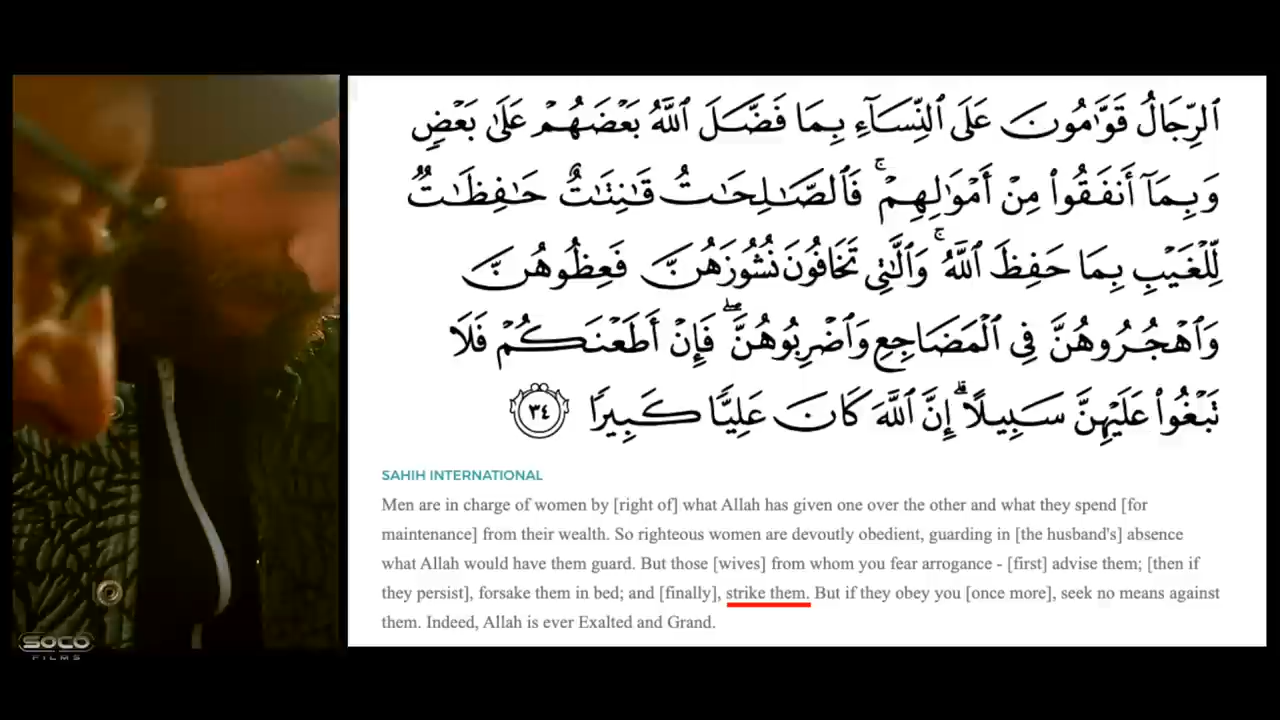 ٱلرِّجَالُ قَوَّٰمُونَ عَلَى ٱلنِّسَآءِ بِمَا فَضَّلَ ٱللَّهُ بَعْضَهُمْ عَلَىٰ بَعْضٍ
وَبِمَآ أَنفَقُوا۟ مِنْ أَمْوَٰلِهِمْ ۚ فَٱلصَّـٰلِحَـٰتُ قَـٰنِتَـٰتٌ حَـٰفِظَـٰتٌ
لِّلْغَيْبِ بِمَا حَفِظَ ٱللَّهُ ۚ وَٱلَّـٰتِى تَخَافُونَ نُشُوزَهُنَّ فَعِظُوهُنَّ
وَٱهْجُرُوهُنَّ فِى ٱلْمَضَاجِعِ وَٱضْرِبُوهُنَّ ۖ فَإِنْ أَطَعْنَكُمْ فَلَا
تَبْغُوا۟ عَلَيْهِنَّ سَبِيلًا ۗ إِنَّ ٱللَّهَ كَانَ عَلِيًّا كَبِيرًا ٣٤
SAHIH INTERNATIONAL
Men are in charge of women by [right of] what Allah has given one over the other and what they spend [for
maintenance] from their wealth. So righteous women are devoutly obedient, guarding in [the husband's] absence
what Allah would have them guard. But those [wives] from whom you fear arrogance - [first] advise them; [then if
they persist], forsake them in bed; and [finally], strike them. But if they obey you [once more], seek no means against
them. Indeed, Allah is ever Exalted and Grand.
SOCO
FILMS